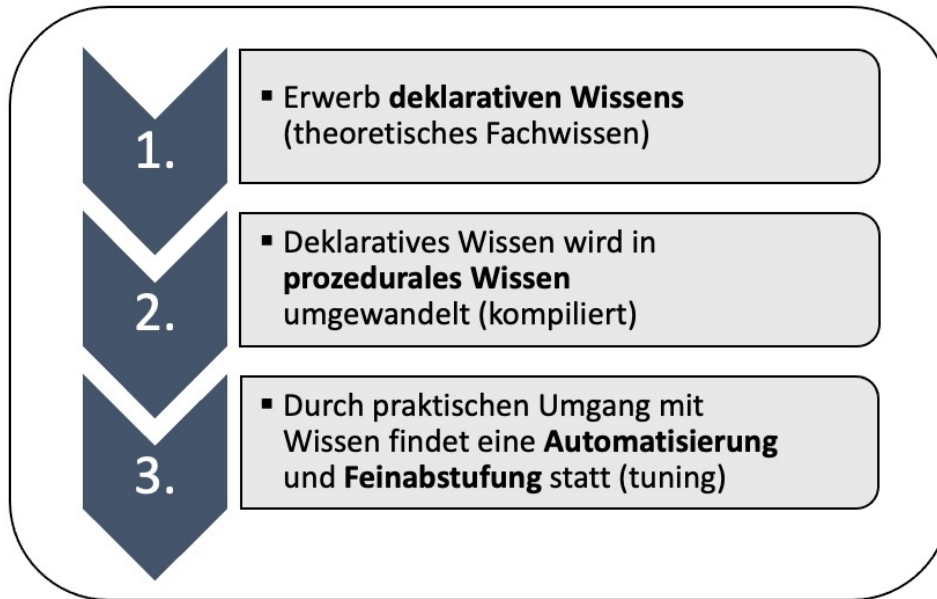 1.
▪ Erwerb deklarativen Wissens
(theoretisches Fachwissen)
2.
▪ Deklaratives Wissen wird in
prozedurales Wissen
umgewandelt (kompiliert)
3.
▪ Durch praktischen Umgang mit
Wissen findet eine Automatisierung
und Feinabstufung statt (tuning)